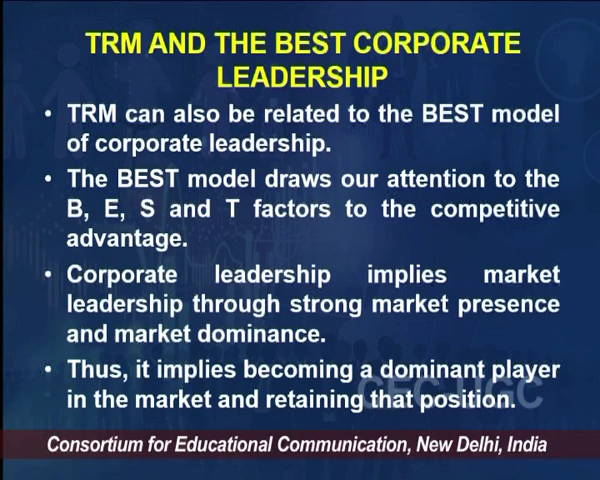 TRM AND THE BEST CORPORATE
LEADERSHIP
• TRM can also be related to the BEST model
of corporate leadership.
• The BEST model draws our attention to the
B, E, S and T factors to the competitive
advantage.
• Corporate leadership implies market
leadership through strong market presence
and market dominance.
• Thus, it implies becoming a dominant player
in the market and retaining that position.
CEC-UGC
Consortium for Educational Communication, New Delhi, India